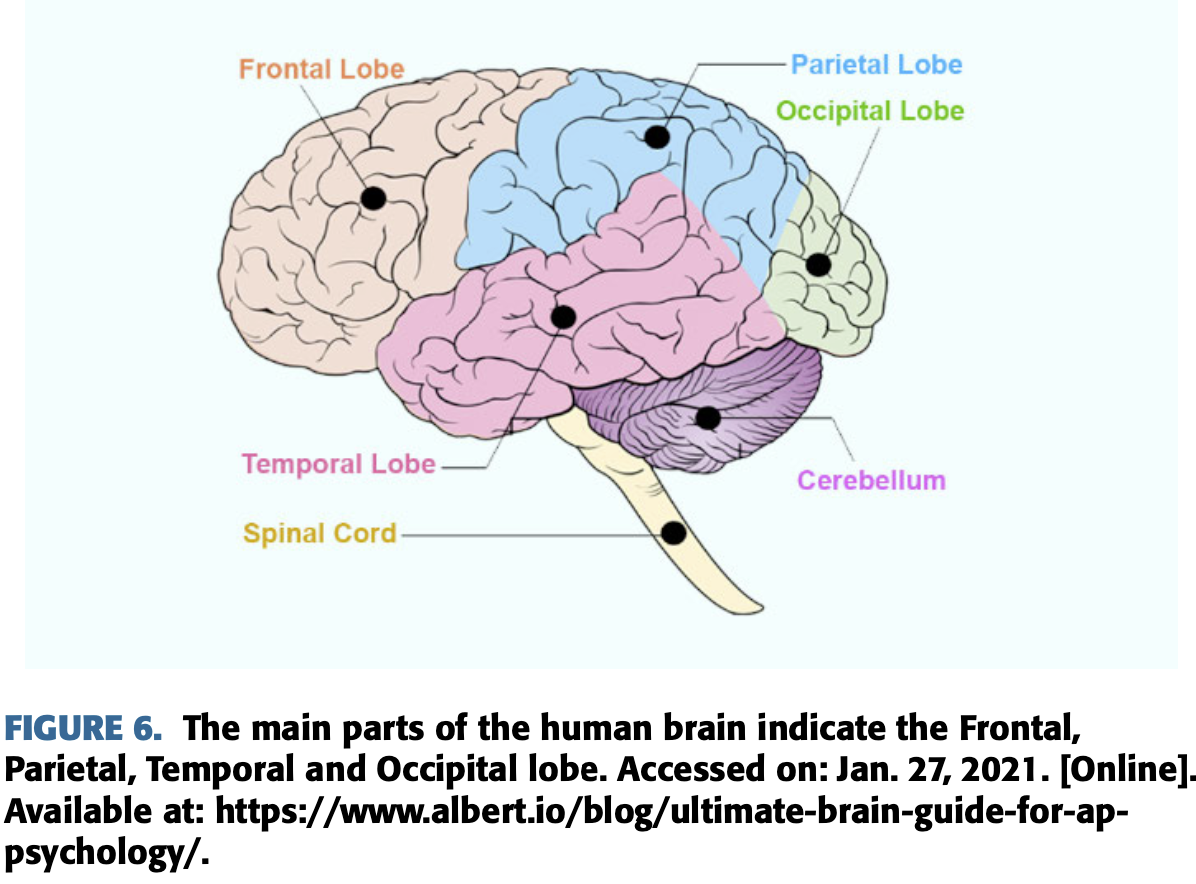 Frontal Lobe
Parietal Lobe
Occipital Lobe
Temporal Lobe
Cerebellum
Spinal Cord
FIGURE 6. The main parts of the human brain indicate the Frontal,
Parietal, Temporal and Occipital lobe. Accessed on: Jan. 27, 2021. [Online].
Available at: https://www.albert.io/blog/ultimate-brain-guide-for-ap-
psychology/.